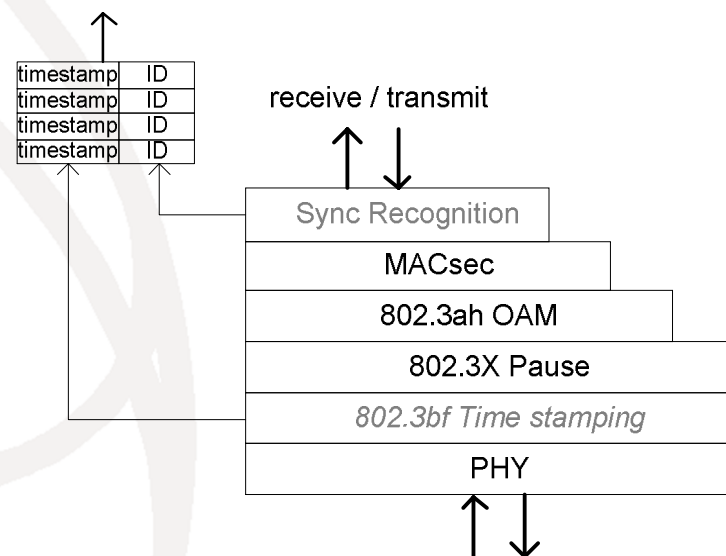 timestamp ID
timestamp ID
timestamp ID
timestamp ID
receive / transmit
Sync Recognition
MACsec
802.3ah OAM
802.3X Pause
802.3bf Time stamping
PHY